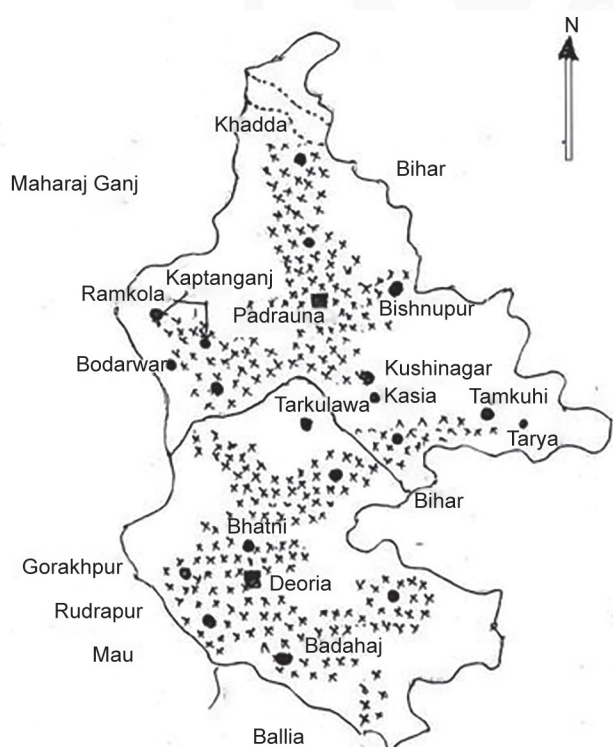 N
Khadda
Bihar
Maharaj Ganj
Kaptanganj
Ramkola
Padrauna
Bishnupur
Bodarwar
Kushinagar
Kasia
Tamkuhi
Tarkulawa
Tarya
Bihar
Bhatni
Gorakhpur
Deoria
Rudrapur
Badahaj
Mau
Ballia